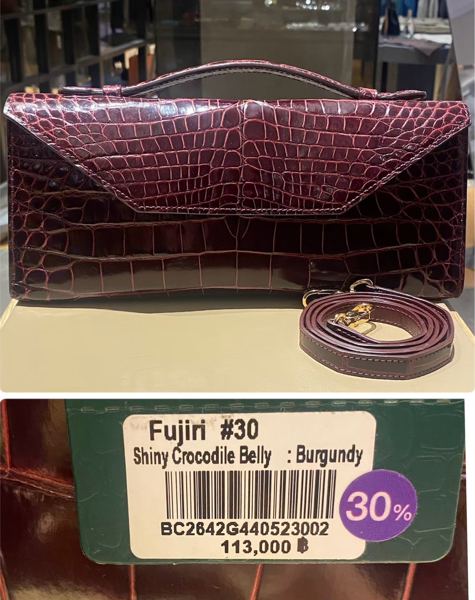 Fujiri #30
Shiny Crocodile Belly : Burgundy
30%
BC2642G440523002
113,000 ฿